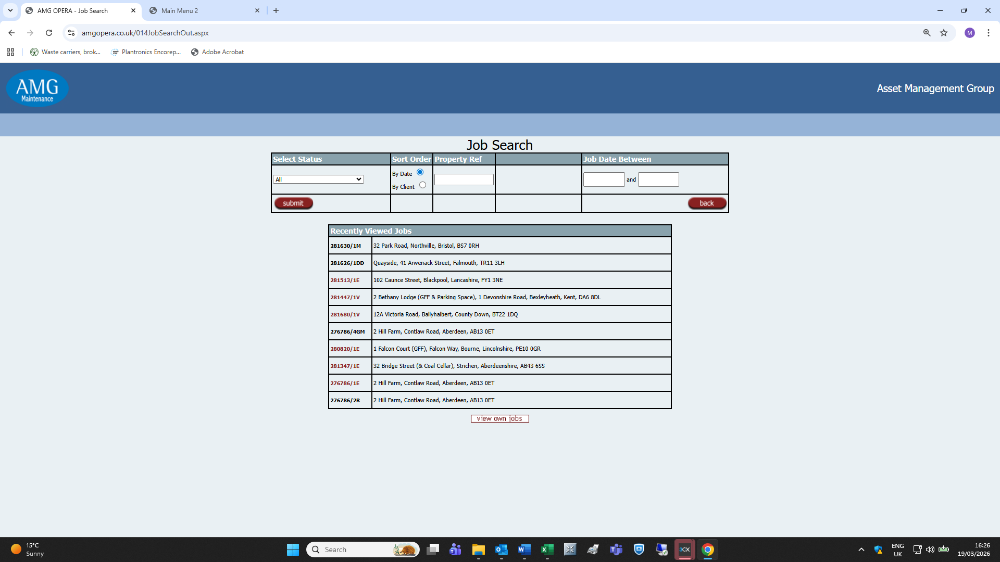 AMG OPERA - Job Search
Main Menu 2
amgopera.co.uk/014JobSearchOut.aspx
M
Waste carriers, brok...
Plantronics Encorep...
Adobe Acrobat
AMG
Maintenance
Asset Management Group
Job Search
Select Status
Sort Order
Property Ref
Job Date Between
All
By Date
By Client
and
submit
back
Recently Viewed Jobs
281630/1M 32 Park Road, Northville, Bristol, BS7 0RH
281626/1DD Quayside, 41 Arwenack Street, Falmouth, TR11 3LH
281513/1E 102 Caunce Street, Blackpool, Lancashire, FY1 3NE
281447/1V 2 Bethany Lodge (GFF & Parking Space), 1 Devonshire Road, Bexleyheath, Kent, DA6 8DL
281680/1V 12A Victoria Road, Ballyhalbert, County Down, BT22 1DQ
276786/4GM 2 Hill Farm, Contlaw Road, Aberdeen, AB13 0ET
280820/1E 1 Falcon Court (GFF), Falcon Way, Bourne, Lincolnshire, PE10 0GR
281347/1E 32 Bridge Street (& Coal Cellar), Strichen, Aberdeenshire, AB43 6SS
276786/1E 2 Hill Farm, Contlaw Road, Aberdeen, AB13 0ET
276786/2R 2 Hill Farm, Contlaw Road, Aberdeen, AB13 0ET
view own jobs
15°C
Sunny
Search
3CX
ENG
UK
16:26
19/03/2026